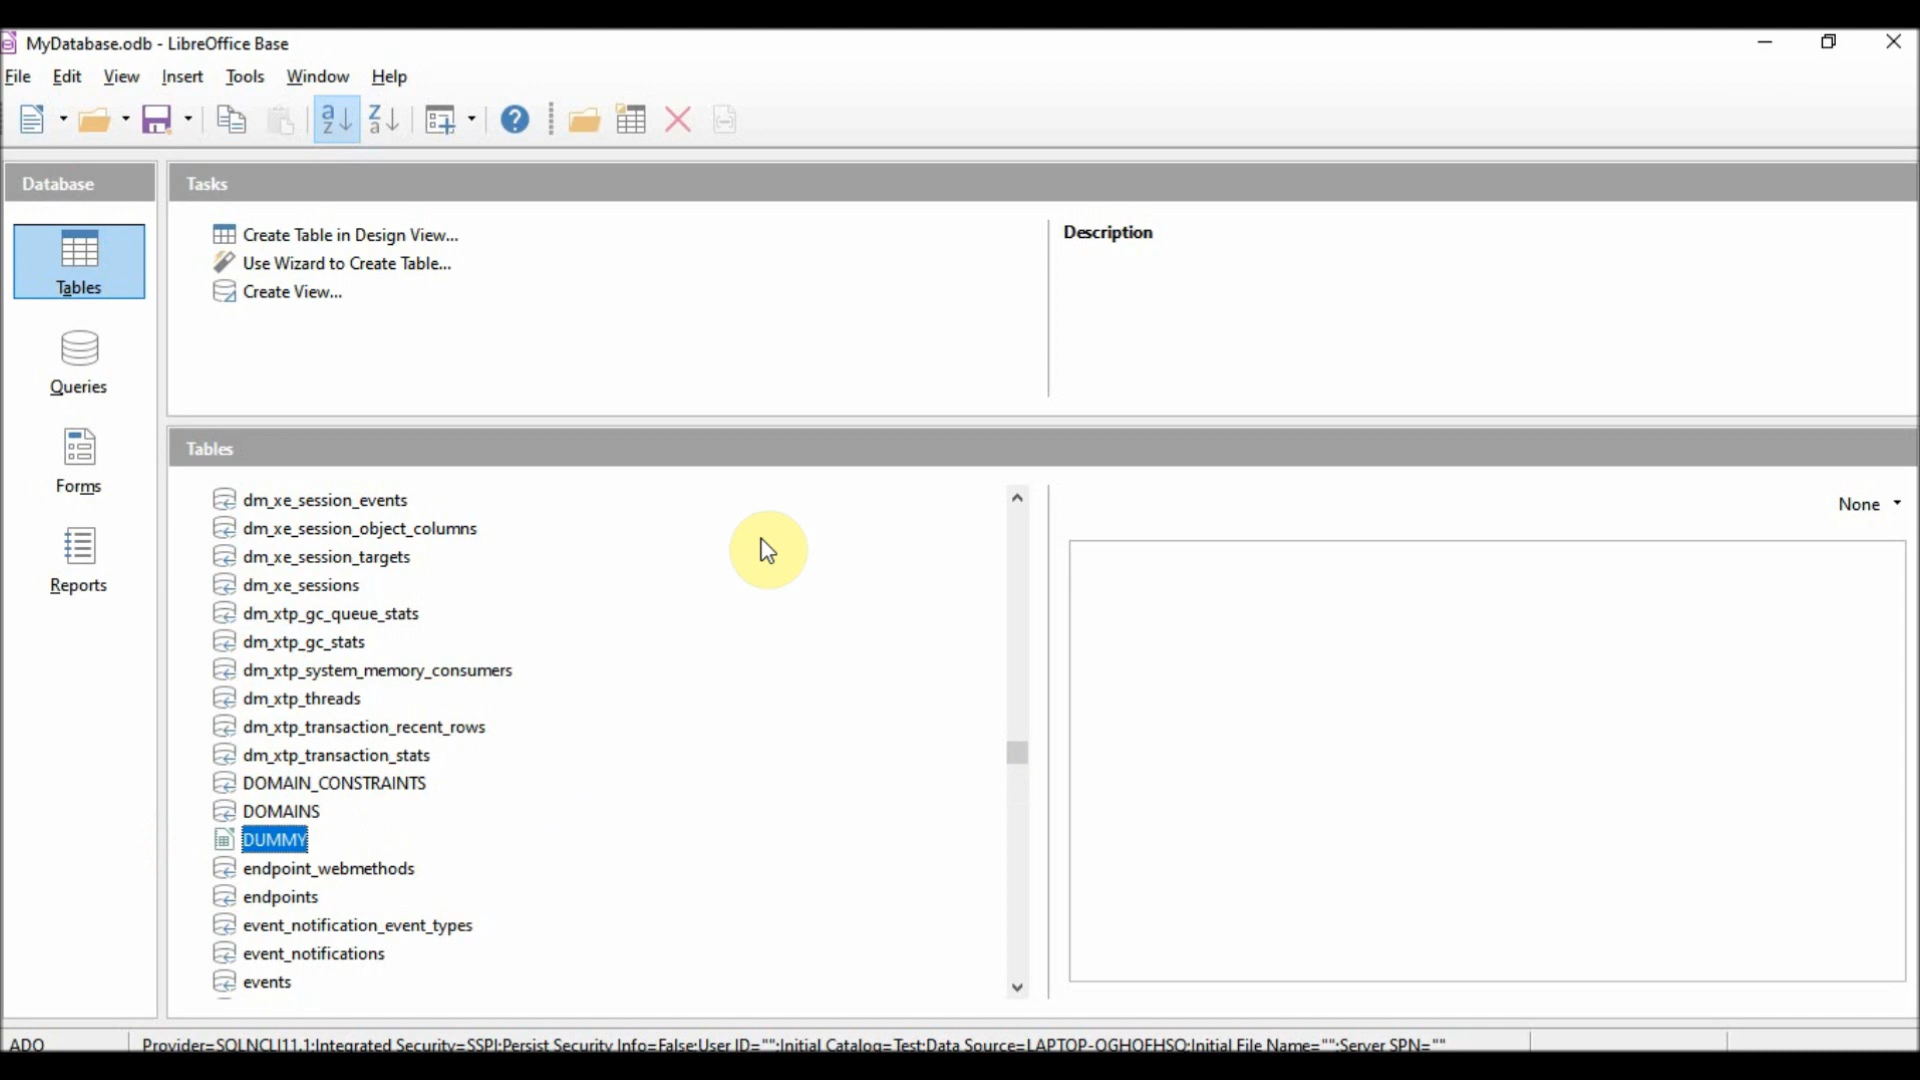 MyDatabase.odb - LibreOffice Base
File Edit View Insert Tools Window Help
Database
Tables
Queries
Forms
Reports
Tasks
Create Table in Design View...
Use Wizard to Create Table...
Create View...
Description
Tables
dm_xe_session_events
dm_xe_session_object_columns
dm_xe_session_targets
dm_xe_sessions
dm_xtp_gc_queue_stats
dm_xtp_gc_stats
dm_xtp_system_memory_consumers
dm_xtp_threads
dm_xtp_transaction_recent_rows
dm_xtp_transaction_stats
DOMAIN_CONSTRAINTS
DOMAINS
DUMMY
endpoint_webmethods
endpoints
event_notification_event_types
event_notifications
events
None
ADO
Provider=SQLNCLI11.1;Integrated Security=SSPI;Persist Security Info=False;User ID="";Initial Catalog=Test;Data Source=LAPTOP-OGHOFHSO;Initial File Name="";Server SPN=""